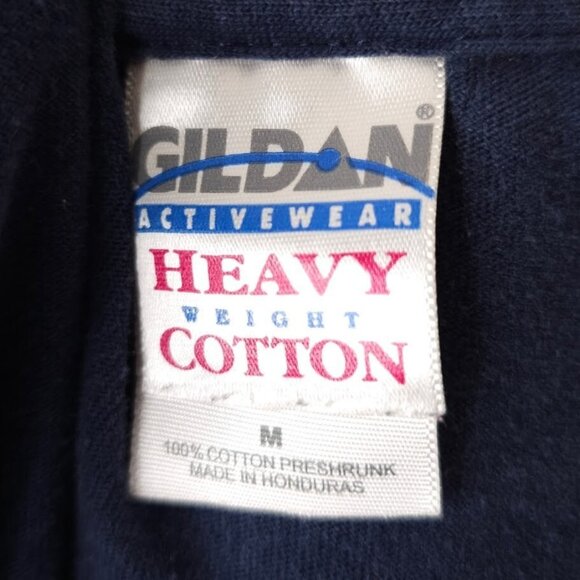 GILDAN®
ACTIVEWEAR
HEAVY
WEIGHT
COTTON
M
100% COTTON PRESHRUNK
MADE IN HONDURAS